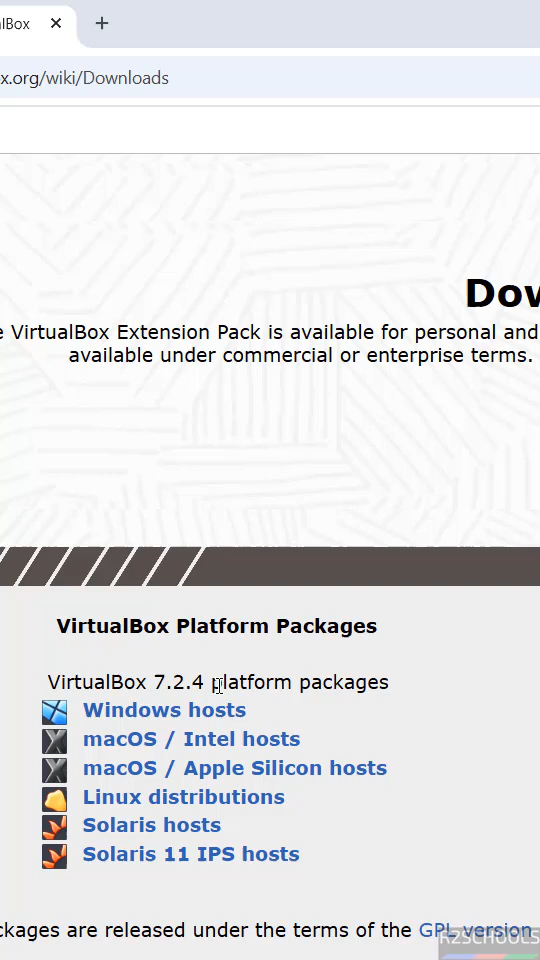 alBox
x.org/wiki/Downloads
Dow
e VirtualBox Extension Pack is available for personal and
available under commercial or enterprise terms.
VirtualBox Platform Packages
VirtualBox 7.2.4 platform packages
Windows hosts
macOS / Intel hosts
macOS / Apple Silicon hosts
Linux distributions
Solaris hosts
Solaris 11 IPS hosts
ckages are released under the terms of the GPL version
R2SCHOOLS